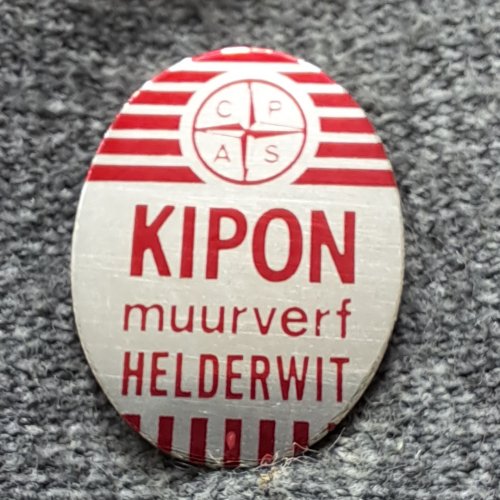 C P
A S
KIPON
muurverf
HELDERWIT